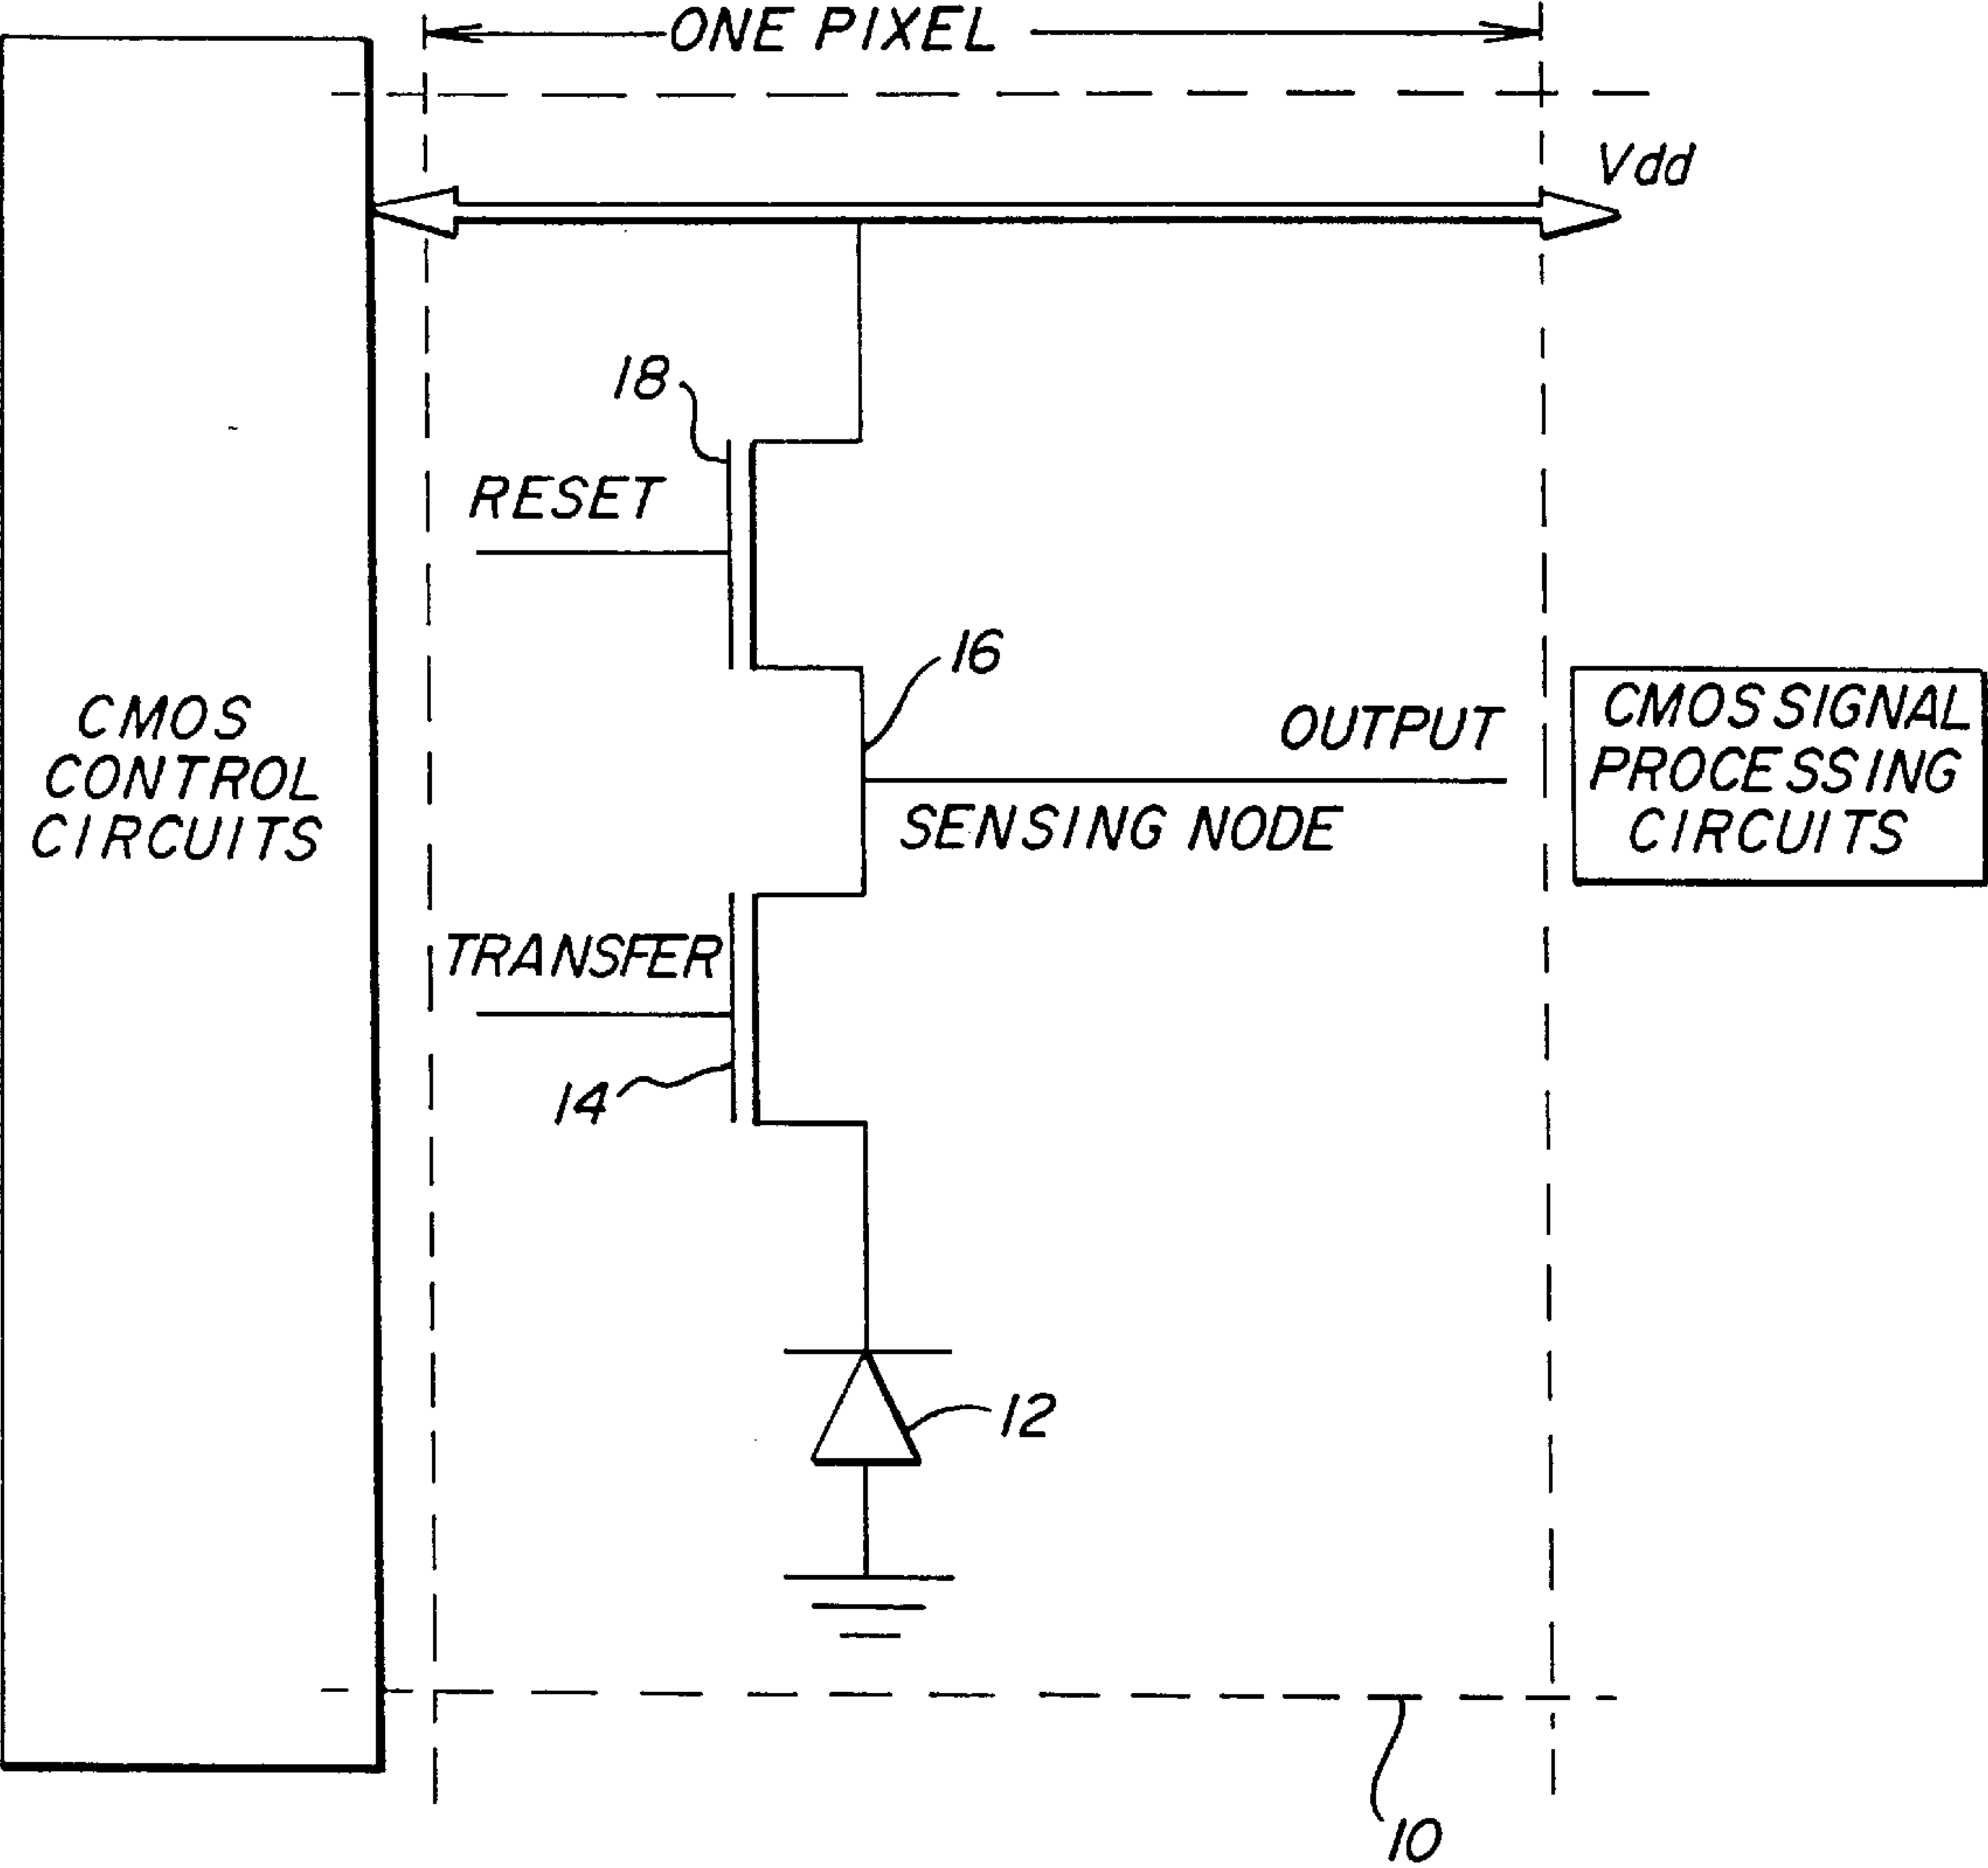 ONE PIXEL
Vdd
18
RESET
16
OUTPUT
SENSING NODE
CMOS
CONTROL
CIRCUITS
CMOS SIGNAL
PROCESSING
CIRCUITS
TRANSFER
14
12
10